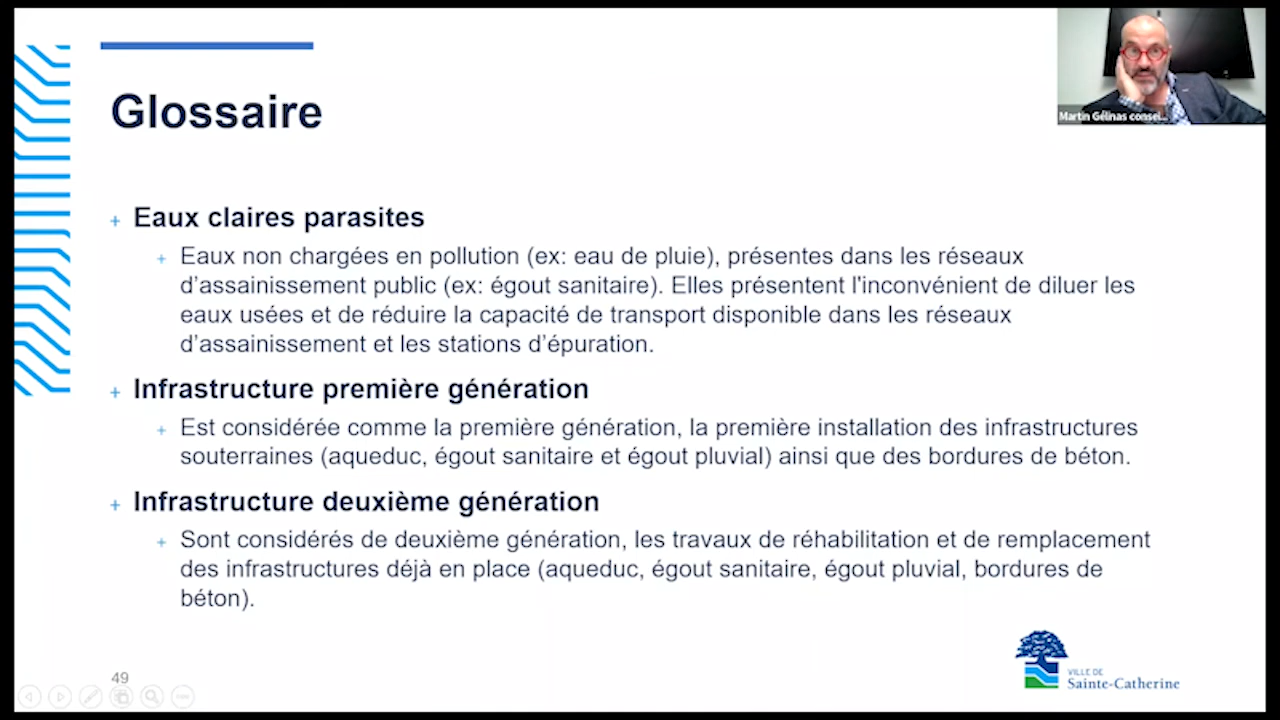 Glossaire
Martin Gélinas consei...
+ Eaux claires parasites
+ Eaux non chargées en pollution (ex: eau de pluie), présentes dans les réseaux
d’assainissement public (ex: égout sanitaire). Elles présentent l'inconvénient de diluer les
eaux usées et de réduire la capacité de transport disponible dans les réseaux
d’assainissement et les stations d’épuration.
+ Infrastructure première génération
+ Est considérée comme la première génération, la première installation des infrastructures
souterraines (aqueduc, égout sanitaire et égout pluvial) ainsi que des bordures de béton.
+ Infrastructure deuxième génération
+ Sont considérés de deuxième génération, les travaux de réhabilitation et de remplacement
des infrastructures déjà en place (aqueduc, égout sanitaire, égout pluvial, bordures de
béton).
49
VILLE DE
Sainte-Catherine